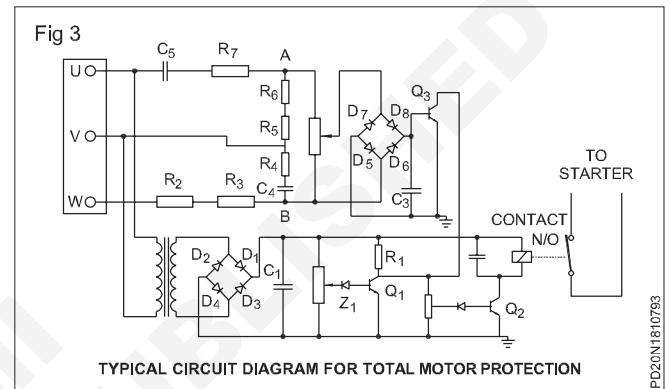 Fig 3
C5
R7
A
U
R6
D7
D8
Q3
R5
V
R4
D5
D6
TO
STARTER
R2
R3
C4
C3
W
B
CONTACT
N/O
D2
D1
C1
R1
D4
D3
Z1
Q1
Q2
TYPICAL CIRCUIT DIAGRAM FOR TOTAL MOTOR PROTECTION
PD20N1810793
UBLISHED